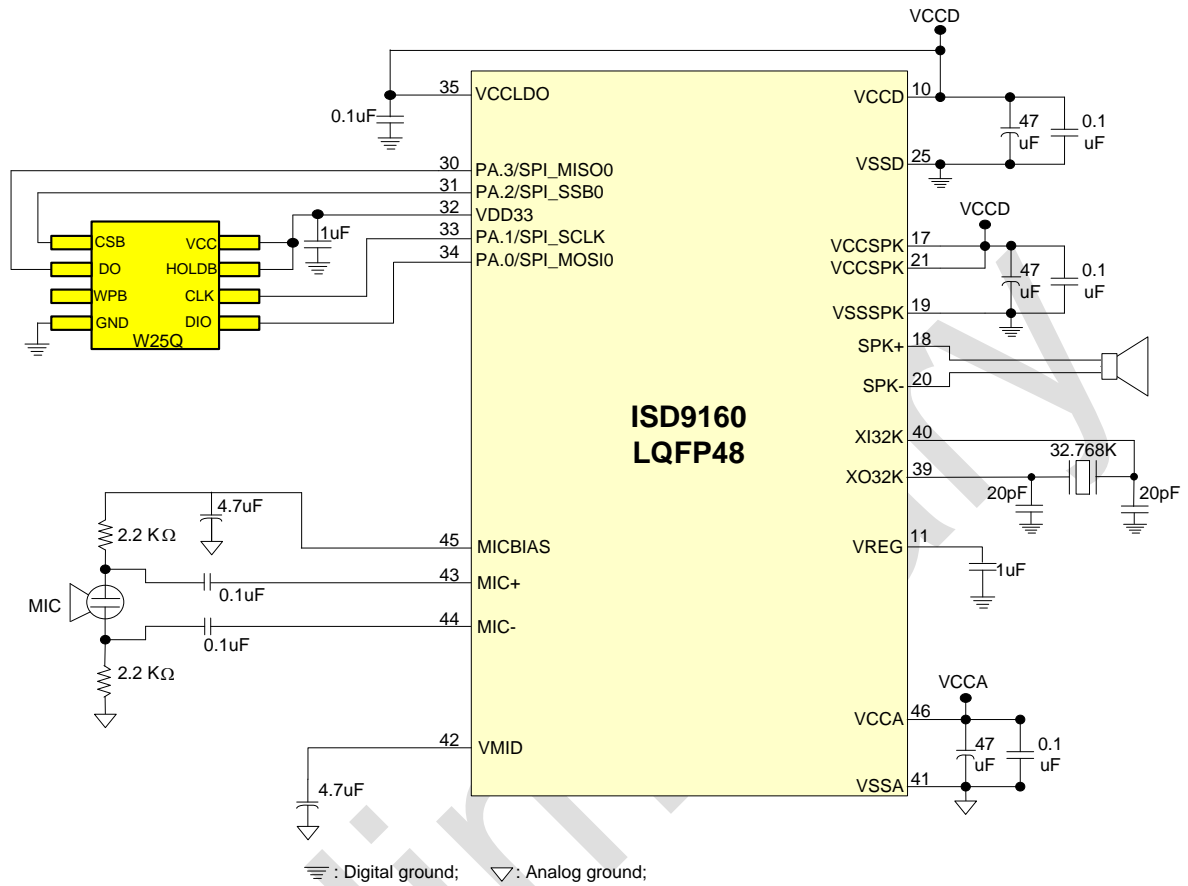 VCCD
35 VCCLDO
0.1uF
VCCD 10
47 uF
0.1 uF
VSSD 25
30 PA.3/SPI_MISO0
31 PA.2/SPI_SSB0
32 VDD33
33 PA.1/SPI_SCLK
34 PA.0/SPI_MOSI0
1uF
CSB VCC
DO HOLDB
WPB CLK
GND DIO
W25Q
VCCD
VCCSPK 17
VCCSPK 21
47 uF
0.1 uF
VSSSPK 19
SPK+ 18
SPK- 20
ISD9160
LQFP48
XI32K 40
32.768K
XO32K 39
20pF
20pF
VREG 11
1uF
4.7uF
2.2 KΩ
45 MICBIAS
43 MIC+
0.1uF
MIC
44 MIC-
0.1uF
2.2 KΩ
VCCA
VCCA 46
47 uF
0.1 uF
VSSA 41
42 VMID
4.7uF
: Digital ground; : Analog ground;